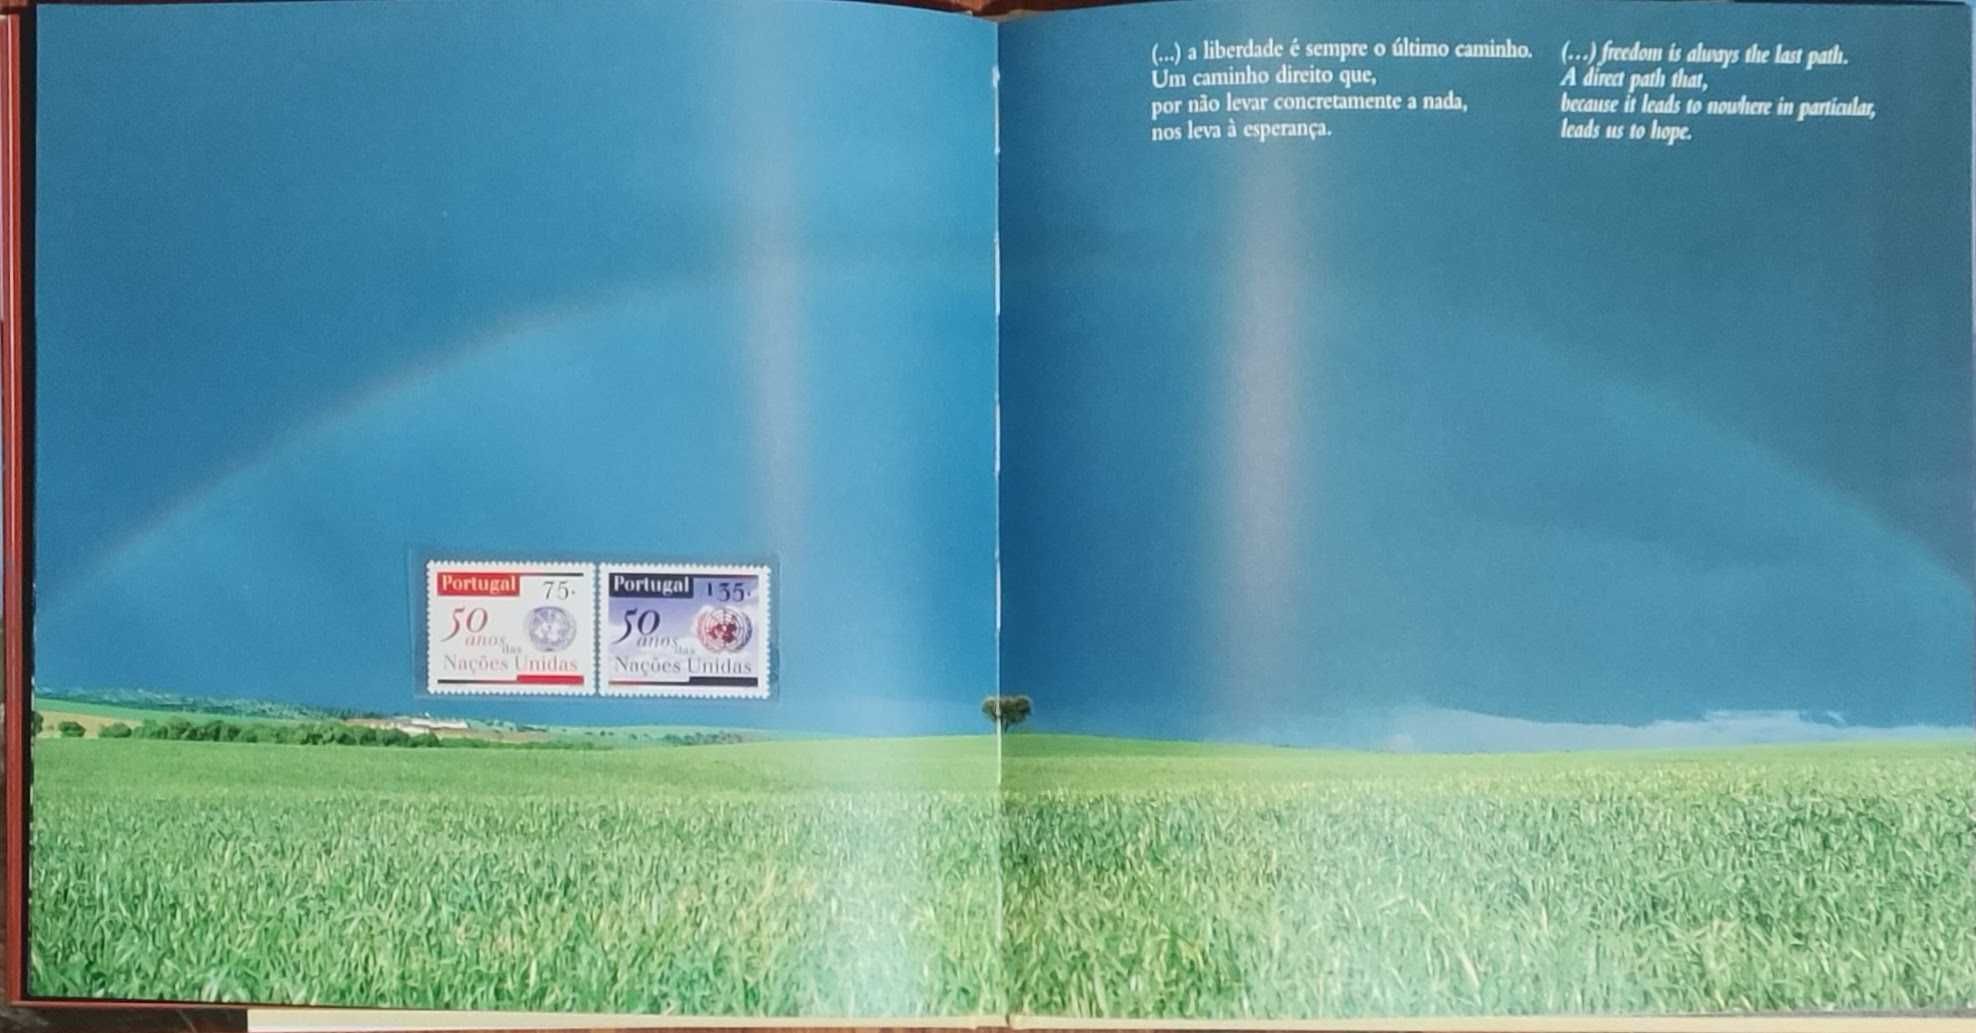 Portugal 75.
50
anos
das
Nações Unidas
Portugal 135.
50
anos
das
Nações Unidas
(...) a liberdade é sempre o último caminho.
Um caminho direito que,
por não levar concretamente a nada,
nos leva à esperança.
(...) freedom is always the last path.
A direct path that,
because it leads to nowhere in particular,
leads us to hope.